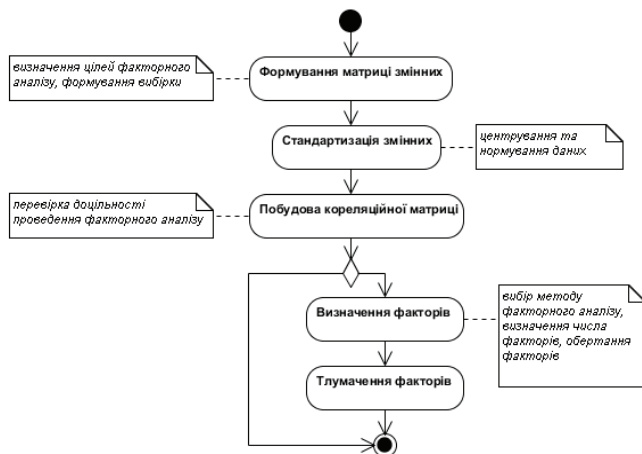 визначення цілей факторного
аналізу, формування вибірки
Формування матриці змінних
Стандартизація змінних
центрування та
нормування даних
перевірка доцільності
проведення факторного аналізу
Побудова кореляційної матриці
Визначення факторів
вибір методу
факторного аналізу,
визначення числа
факторів, обертання
факторів
Тлумачення факторів